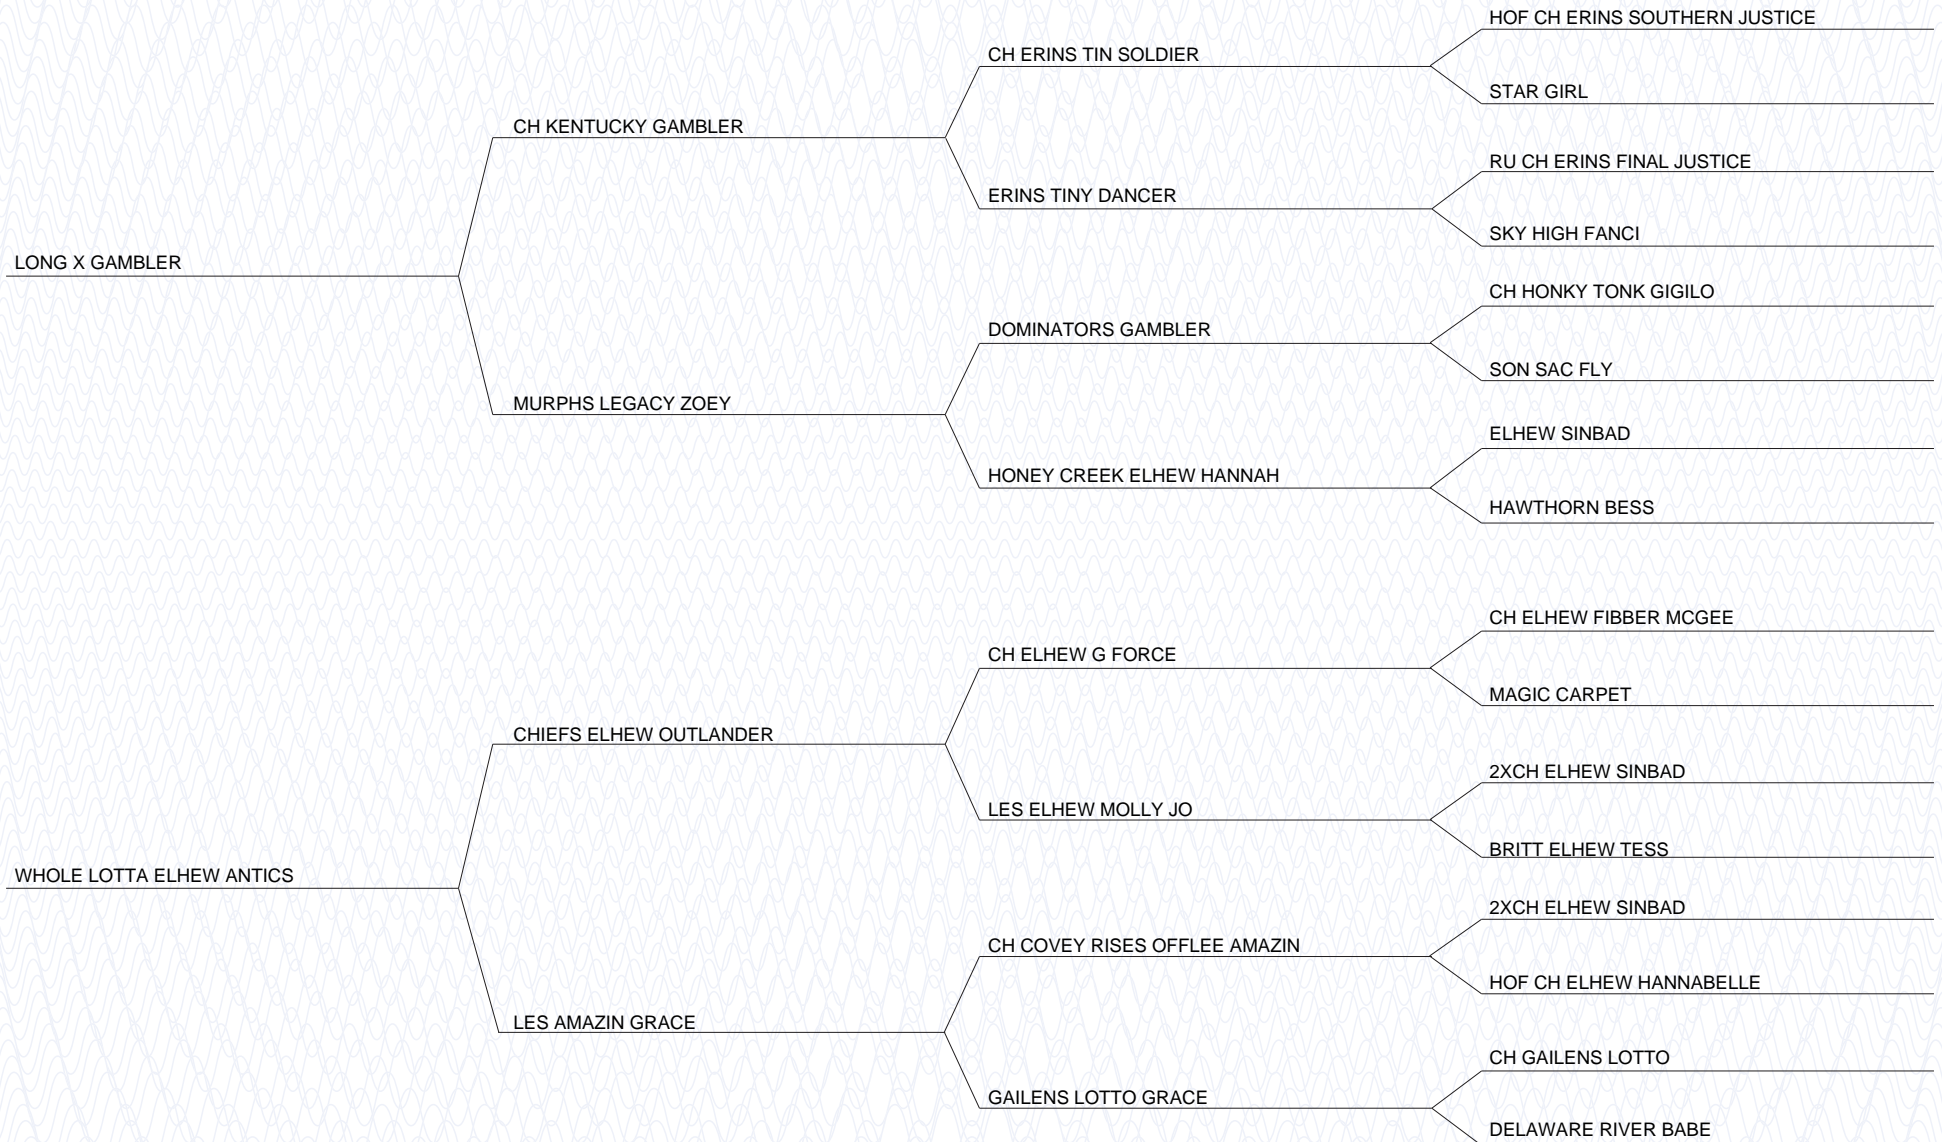 HOF CH ERINS SOUTHERN JUSTICE
CH ERINS TIN SOLDIER
STAR GIRL
CH KENTUCKY GAMBLER
RU CH ERINS FINAL JUSTICE
ERINS TINY DANCER
SKY HIGH FANCI
LONG X GAMBLER
CH HONKY TONK GIGILO
DOMINATORS GAMBLER
SON SAC FLY
MURPHS LEGACY ZOEY
ELHEW SINBAD
HONEY CREEK ELHEW HANNAH
HAWTHORN BESS
CH ELHEW FIBBER MCGEE
CH ELHEW G FORCE
MAGIC CARPET
CHIEFS ELHEW OUTLANDER
2XCH ELHEW SINBAD
LES ELHEW MOLLY JO
BRITT ELHEW TESS
WHOLE LOTTA ELHEW ANTICS
2XCH ELHEW SINBAD
CH COVEY RISES OFFLEE AMAZIN
HOF CH ELHEW HANNABELLE
LES AMAZIN GRACE
CH GAILENS LOTTO
GAILENS LOTTO GRACE
DELAWARE RIVER BABE